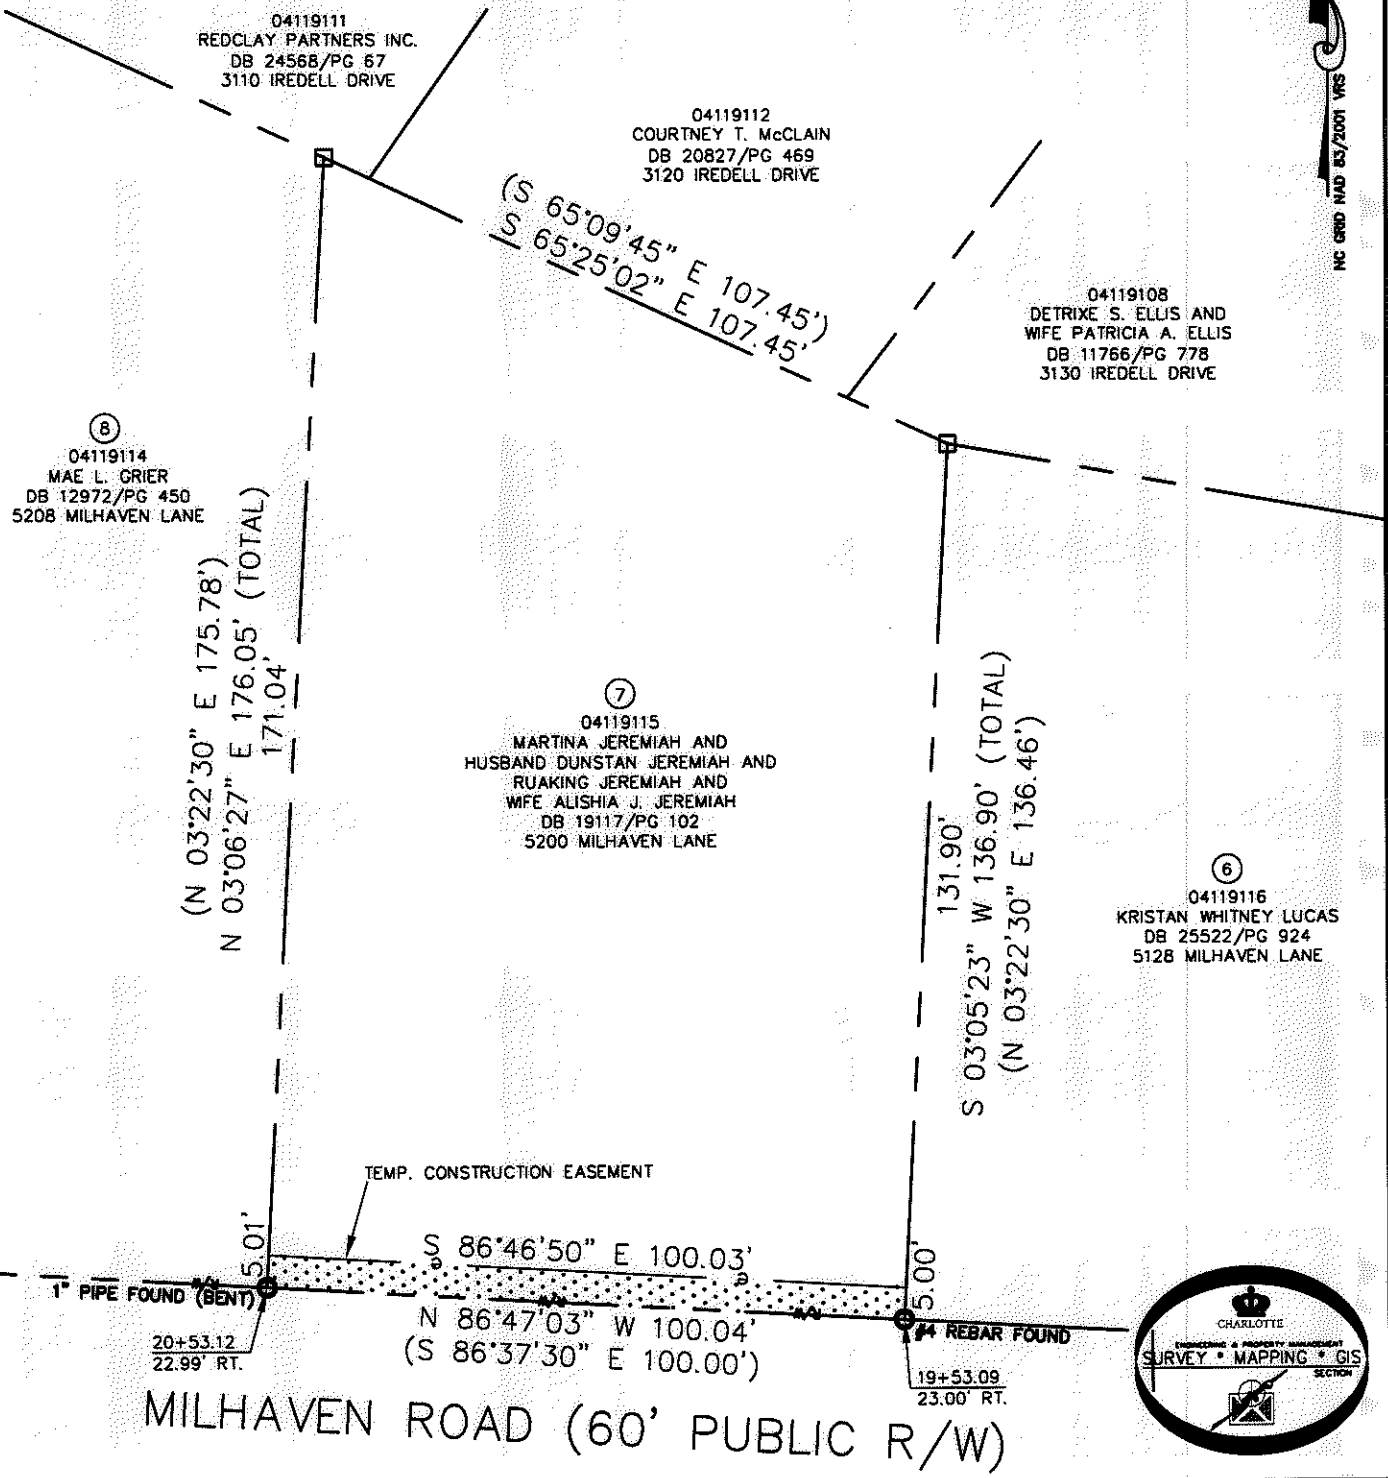 04119111
REDCLAY PARTNERS INC.
DB 24568/PG 67
3110 IREDELL DRIVE
04119112
COURTNEY T. McCLAIN
DB 20827/PG 469
3120 IREDELL DRIVE
NC GRID NAD 83/2001 VRS
(S 65°09'45" E 107.45')
S 65°25'02" E 107.45'
04119108
DETRIXE S. ELLIS AND
WIFE PATRICIA A. ELLIS
DB 11766/PG 778
3130 IREDELL DRIVE
8
04119114
MAE L. GRIER
DB 12972/PG 450
5208 MILHAVEN LANE
(N 03°22'30" E 175.78')
N 03°06'27" E 176.05' (TOTAL)
171.04'
7
04119115
MARTINA JEREMIAH AND
HUSBAND DUNSTAN JEREMIAH AND
RUAKING JEREMIAH AND
WIFE ALISHIA J. JEREMIAH
DB 19117/PG 102
5200 MILHAVEN LANE
131.90'
S 03°05'23" W 136.90' (TOTAL)
(N 03°22'30" E 136.46')
6
04119116
KRISTAN WHITNEY LUCAS
DB 25522/PG 924
5128 MILHAVEN LANE
TEMP. CONSTRUCTION EASEMENT
5.01'
S 86°46'50" E 100.03'
5.00'
1" PIPE FOUND (BENT)
N 86°47'03" W 100.04'
(S 86°37'30" E 100.00')
#4 REBAR FOUND
20+53.12
22.99' RT.
19+53.09
23.00' RT.
MILHAVEN ROAD (60' PUBLIC R/W)
CHARLOTTE
ENGINEERING & PROPERTY MANAGEMENT
SURVEY * MAPPING * GIS
SECTION